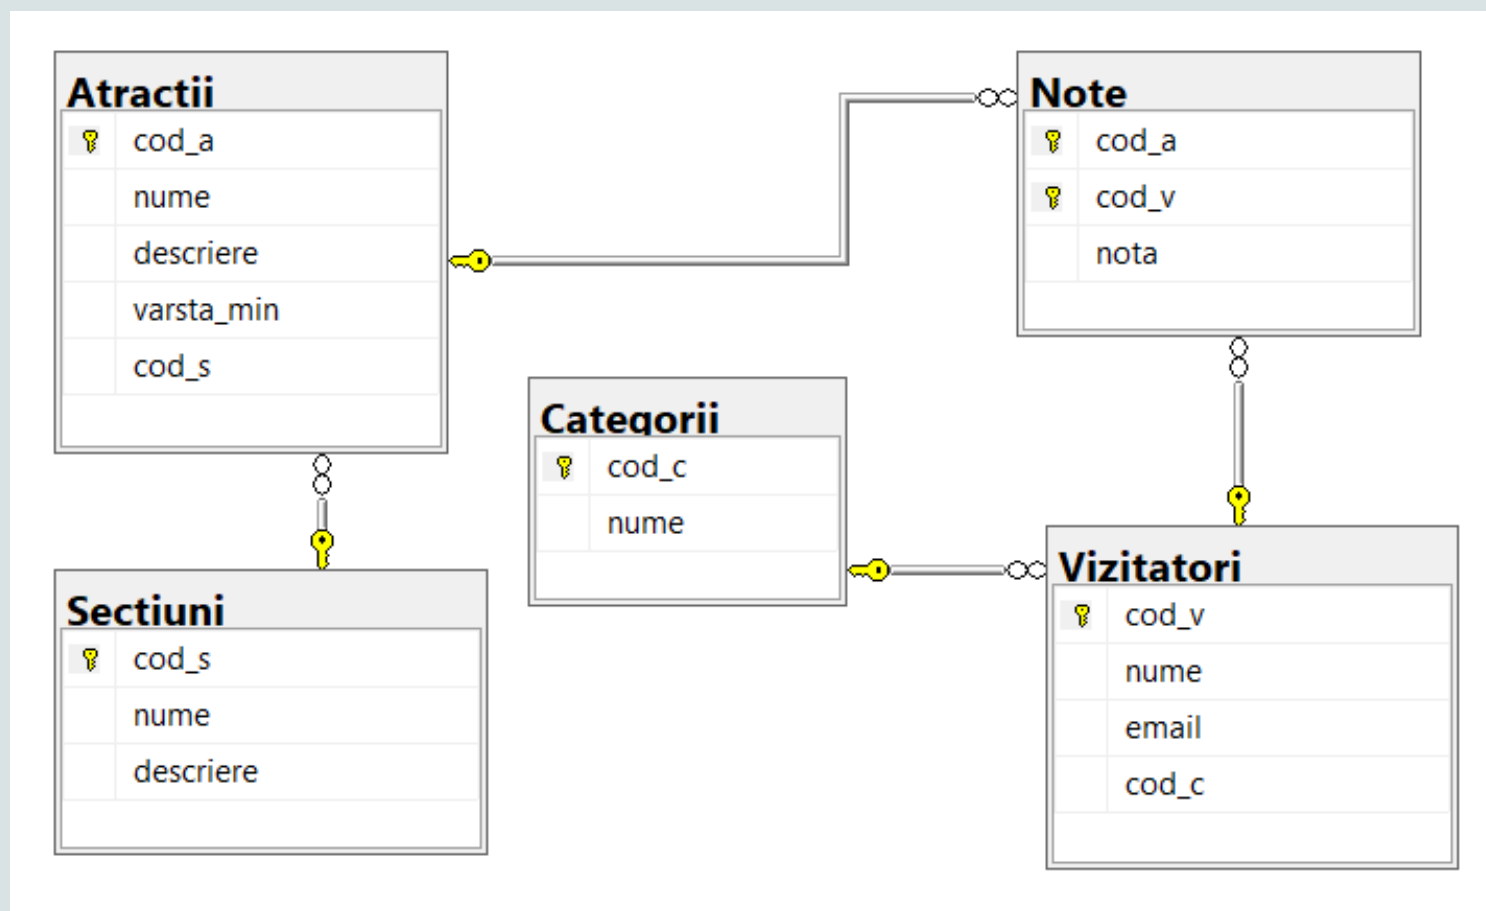 Atractii
cod_a
nume
descriere
varsta_min
cod_s
Note
cod_a
cod_v
nota
Categorii
cod_c
nume
Sectiuni
cod_s
nume
descriere
Vizitatori
cod_v
nume
email
cod_c